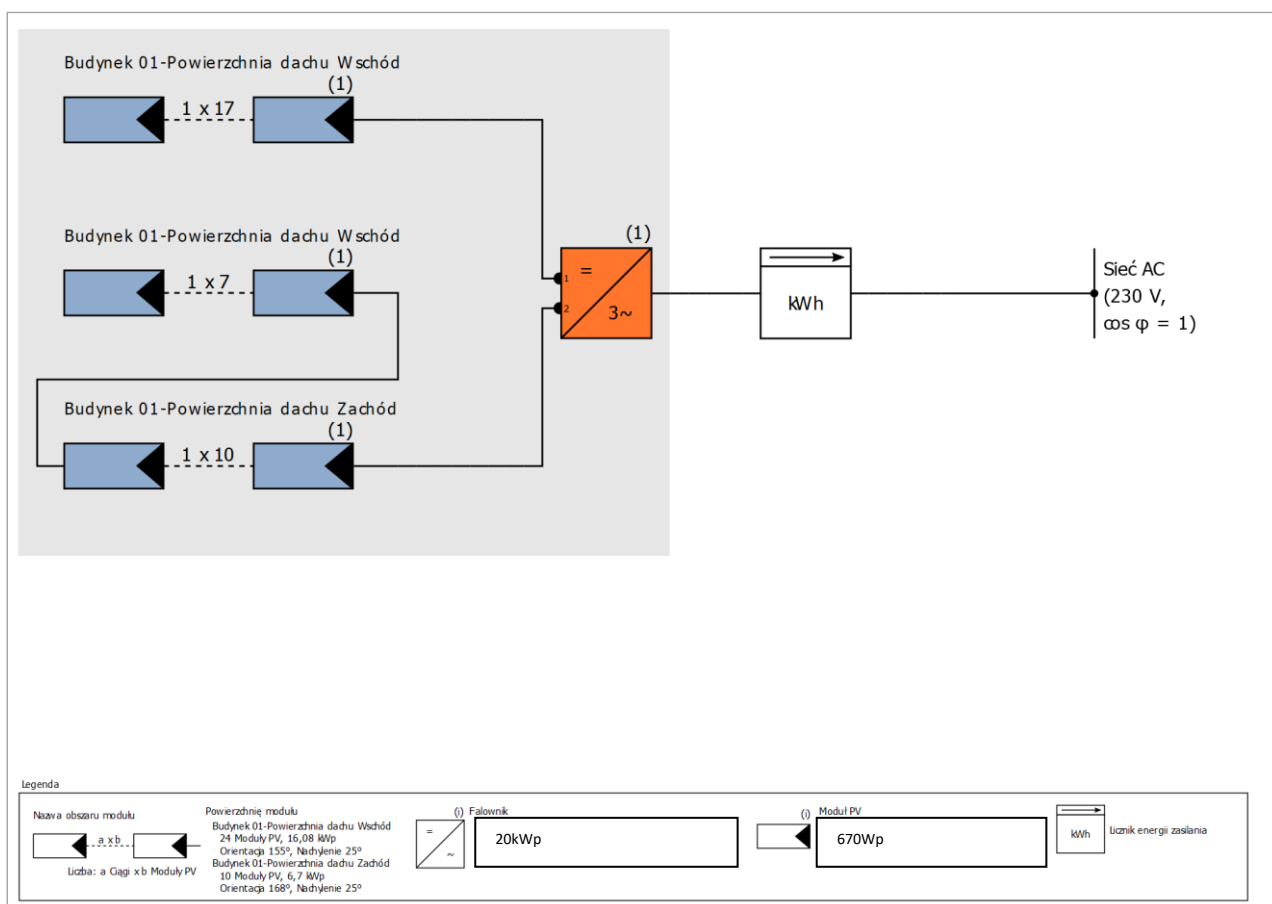 Budynek 01-Powierzchnia dachu Wschód
(1)
1 x 17
Budynek 01-Powierzchnia dachu Wschód
(1)
1 x 7
Budynek 01-Powierzchnia dachu Zachód
(1)
1 x 10
(1)
1
=
2
3~
kWh
Sieć AC
(230 V,
cos φ = 1)
Legenda
Nazwa obszaru modułu
a x b
Liczba: a Ciągi x b Moduły PV
Powierzchnię modułu
Budynek 01-Powierzchnia dachu Wschód
24 Moduły PV, 16,08 kWp
Orientacja 155°, Nachylenie 25°
Budynek 01-Powierzchnia dachu Zachód
10 Moduły PV, 6,7 kWp
Orientacja 168°, Nachylenie 25°
(i) Falownik
=
~
20kWp
(i) Moduł PV
670Wp
kWh
Licznik energii zasilania